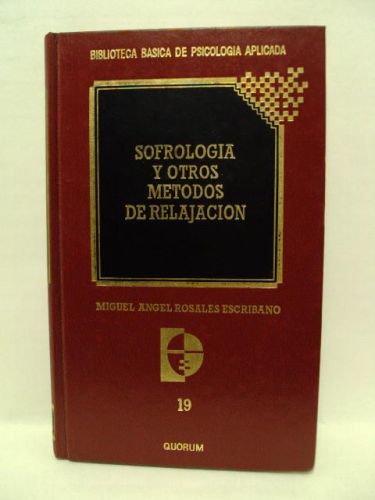 BIBLIOTECA BASICA DE PSICOLOGIA APLICADA
SOFROLOGIA
Y OTROS
METODOS
DE RELAJACION
MIGUEL ANGEL ROSALES ESCRIBANO
19
QUORUM